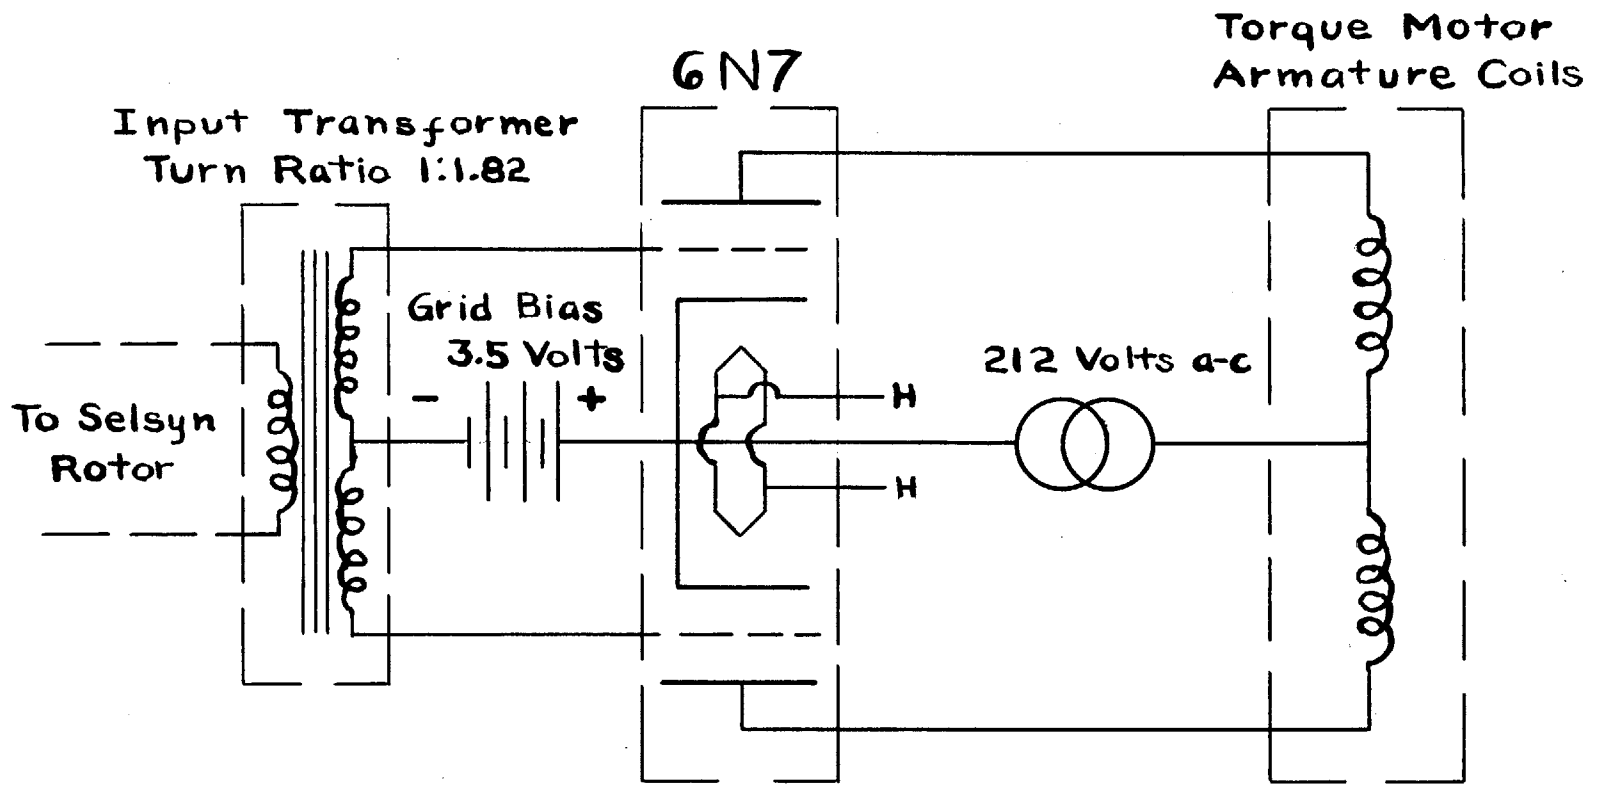 Torque Motor
Armature Coils
6N7
Input Transformer
Turn Ratio 1:1.82
Grid Bias
3.5 Volts
- +
212 Volts a-c
H
To Selsyn
Rotor
H